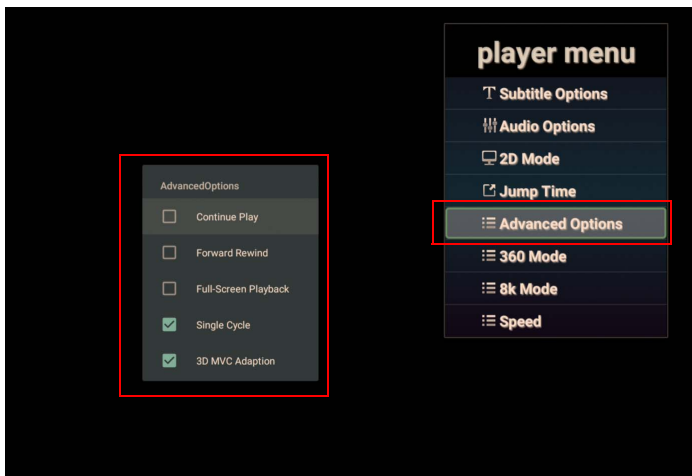 player menu
Subtitle Options
Audio Options
2D Mode
Jump Time
Advanced Options
360 Mode
8k Mode
Speed
AdvancedOptions
Continue Play
Forward Rewind
Full-Screen Playback
Single Cycle
3D MVC Adaption